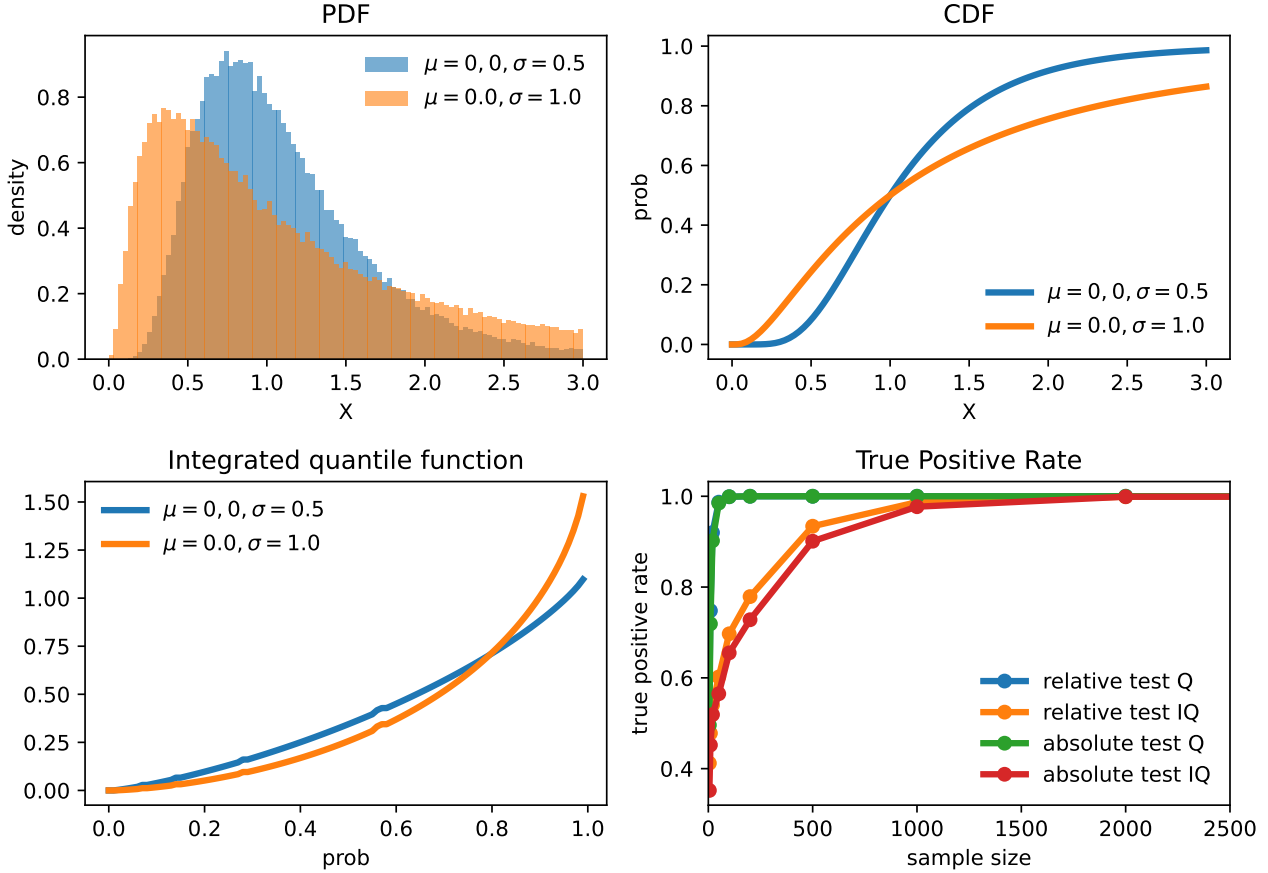 PDF
density
0.8
0.6
0.4
0.2
0.0
μ = 0, 0, σ = 0.5
μ = 0.0, σ = 1.0
0.0 0.5 1.0 1.5 2.0 2.5 3.0
X
CDF
prob
1.0
0.8
0.6
0.4
0.2
0.0
μ = 0, 0, σ = 0.5
μ = 0.0, σ = 1.0
0.0 0.5 1.0 1.5 2.0 2.5 3.0
X
Integrated quantile function
1.50
1.25
1.00
0.75
0.50
0.25
0.00
μ = 0, 0, σ = 0.5
μ = 0.0, σ = 1.0
0.0 0.2 0.4 0.6 0.8 1.0
prob
True Positive Rate
true positive rate
1.0
0.8
0.6
0.4
relative test Q
relative test IQ
absolute test Q
absolute test IQ
0 500 1000 1500 2000 2500
sample size